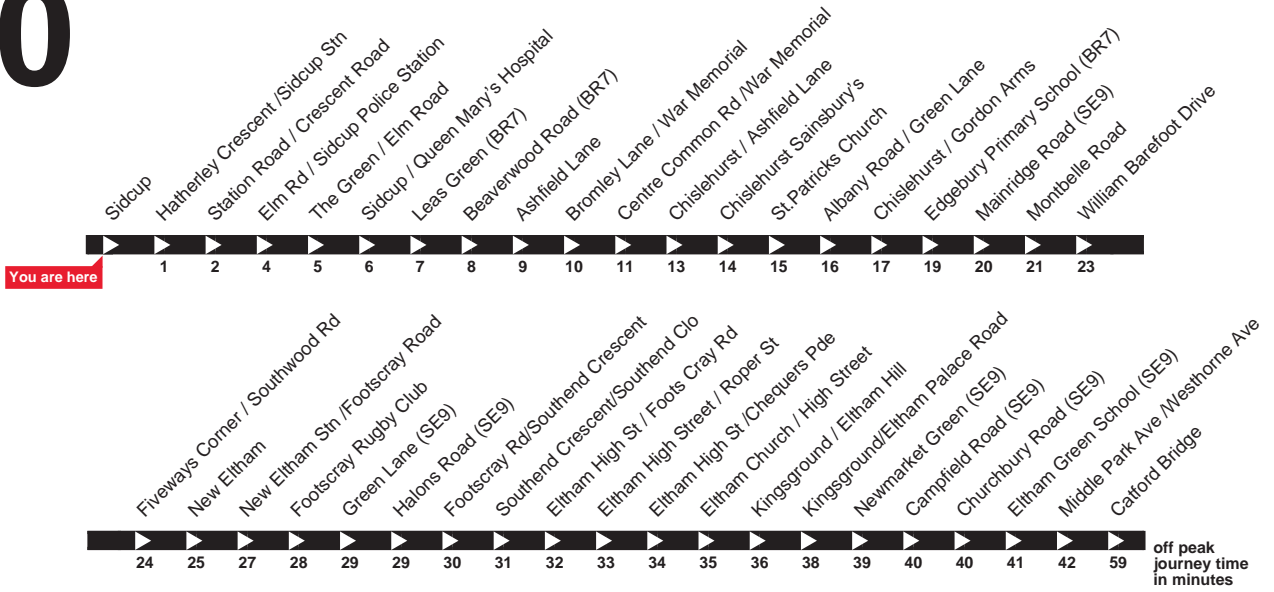 0
Sidcup
Hatherley Crescent /Sidcup Stn
Station Road / Crescent Road
Elm Rd / Sidcup Police Station
The Green / Elm Road
Sidcup / Queen Mary's Hospital
Leas Green (BR7)
Beaverwood Road (BR7)
Ashfield Lane
Bromley Lane / War Memorial
Centre Common Rd /War Memorial
Chislehurst / Ashfield Lane
Chislehurst Sainsbury's
St.Patricks Church
Albany Road / Green Lane
Chislehurst / Gordon Arms
Edgebury Primary School (BR7)
Mainridge Road (SE9)
Montbelle Road
William Barefoot Drive
You are here
1 2 4 5 6 7 8 9 10 11 13 14 15 16 17 19 20 21 23
Fiveways Corner / Southwood Rd
New Eltham
New Eltham Stn /Footscray Road
Footscray Rugby Club
Green Lane (SE9)
Halons Road (SE9)
Footscray Rd/Southend Crescent
Southend Crescent/Southend Clo
Eltham High St / Foots Cray Rd
Eltham High Street / Roper St
Eltham High St /Chequers Pde
Eltham Church / High Street
Kingsground / Eltham Hill
Kingsground/Eltham Palace Road
Newmarket Green (SE9)
Campfield Road (SE9)
Churchbury Road (SE9)
Eltham Green School (SE9)
Middle Park Ave /Westhorne Ave
Catford Bridge
24 25 27 28 29 29 30 31 32 33 34 35 36 38 39 40 40 41 42 59
off peak
journey time
in minutes